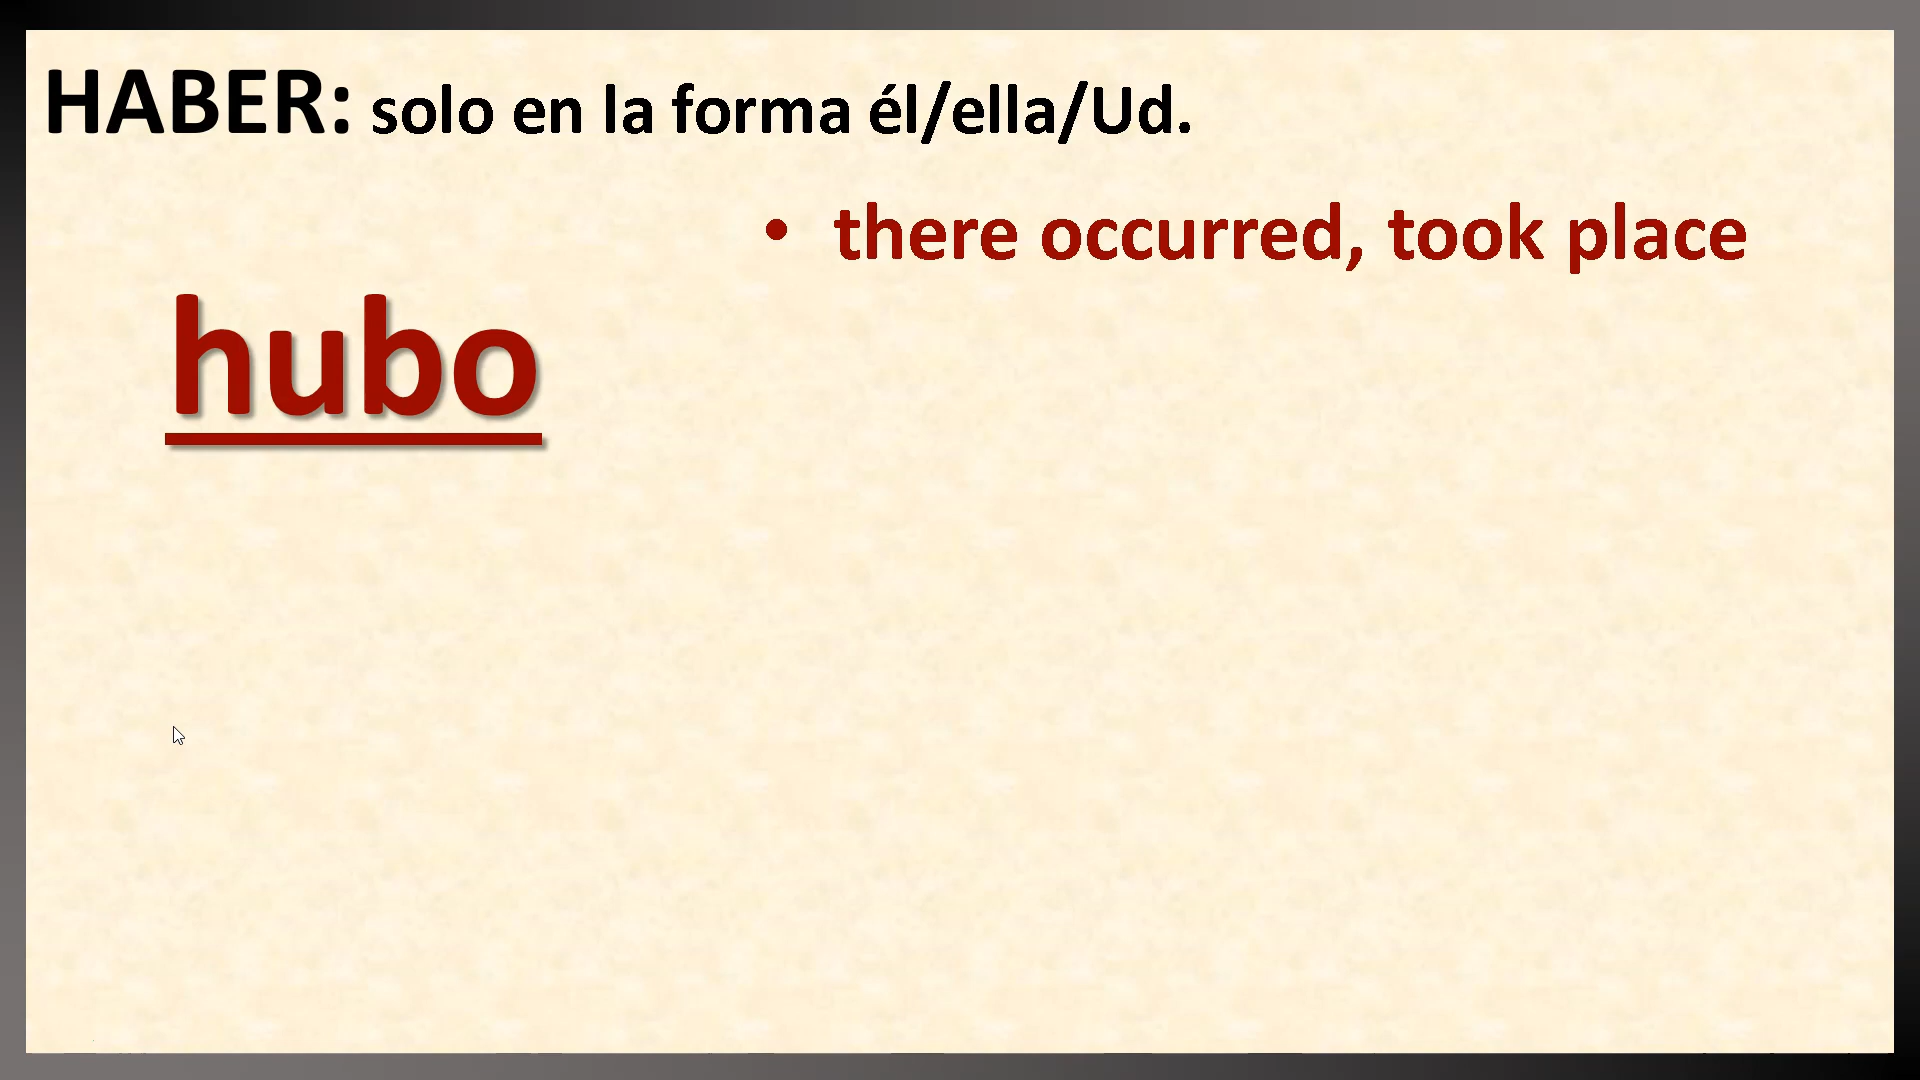 HABER: solo en la forma él/ella/Ud.
• there occurred, took place
hubo